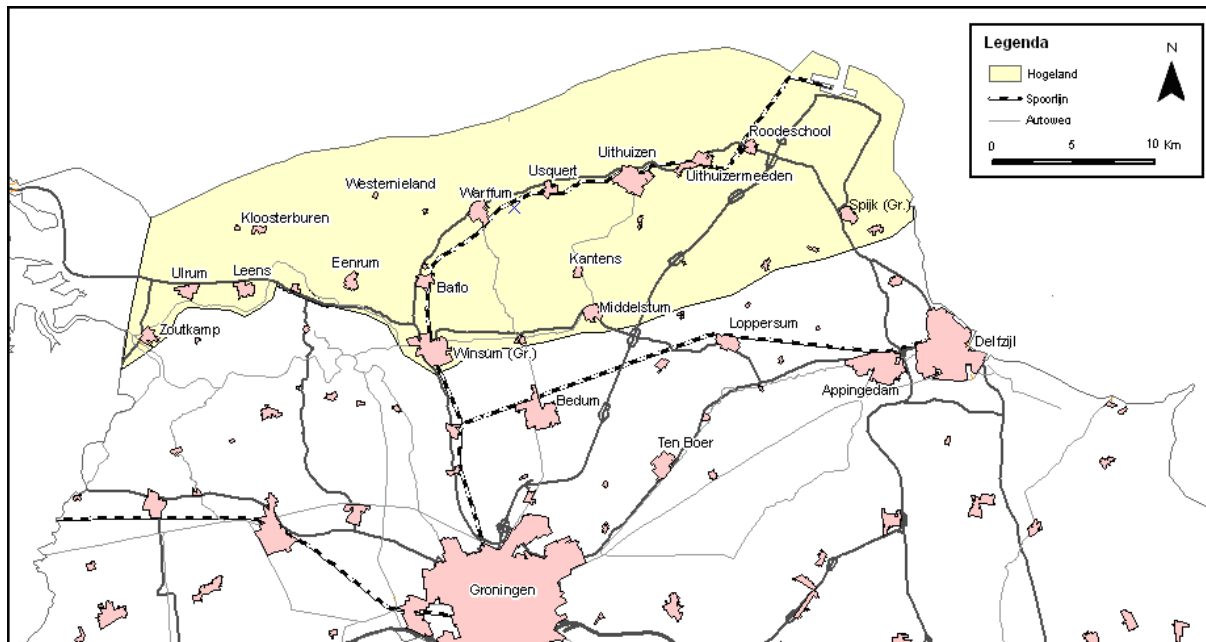 Legenda
N
Hogeland
Spoorlijn
Autoweg
0 5 10 Km
Roodeschool
Uithuizen
Usquert
Uithuizermeeden
Westernieland
Warffum
Kloosterburen
Spijk (Gr.)
Ulrum
Leens
Eenrum
Kantens
Baflo
Middelstum
Zoutkamp
Loppersum
Winsum (Gr.)
Delfzijl
Appingedam
Bedum
Ten Boer
Groningen